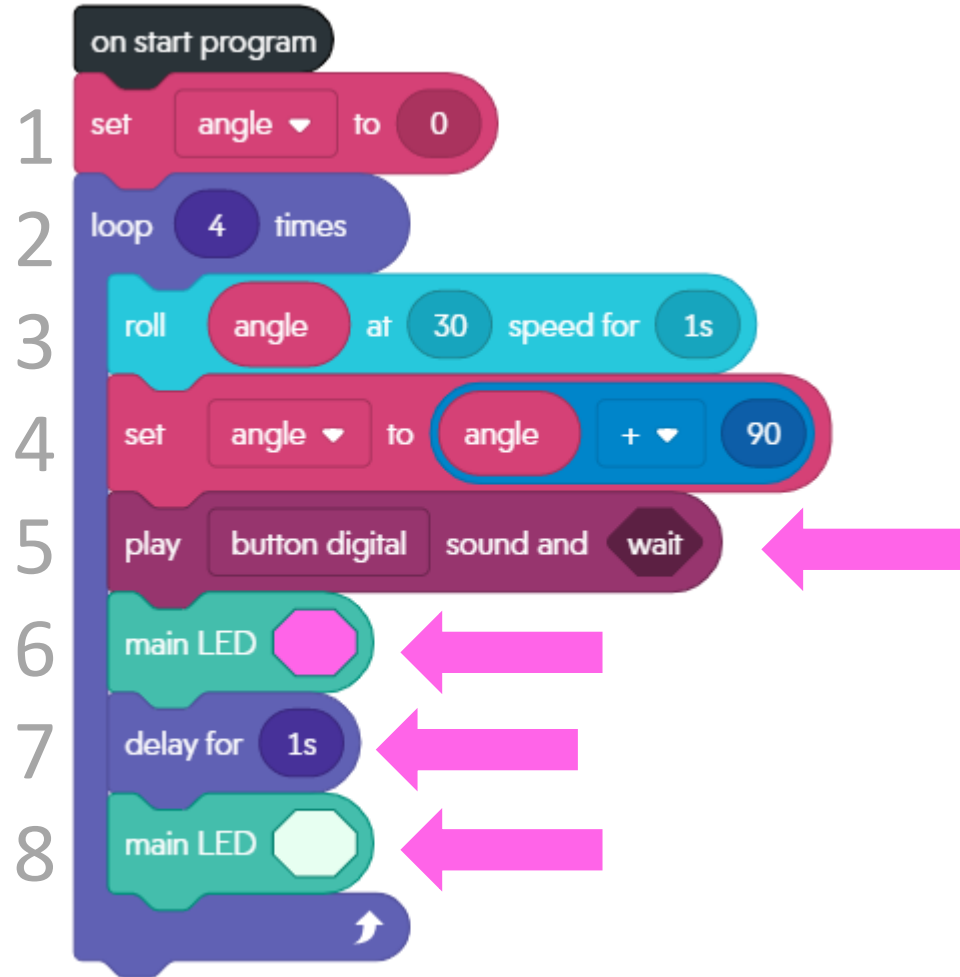 on start program
1 set angle to 0
2 loop 4 times
3 roll angle at 30 speed for 1s
4 set angle to angle + 90
5 play button digital sound and wait
6 main LED
7 delay for 1s
8 main LED